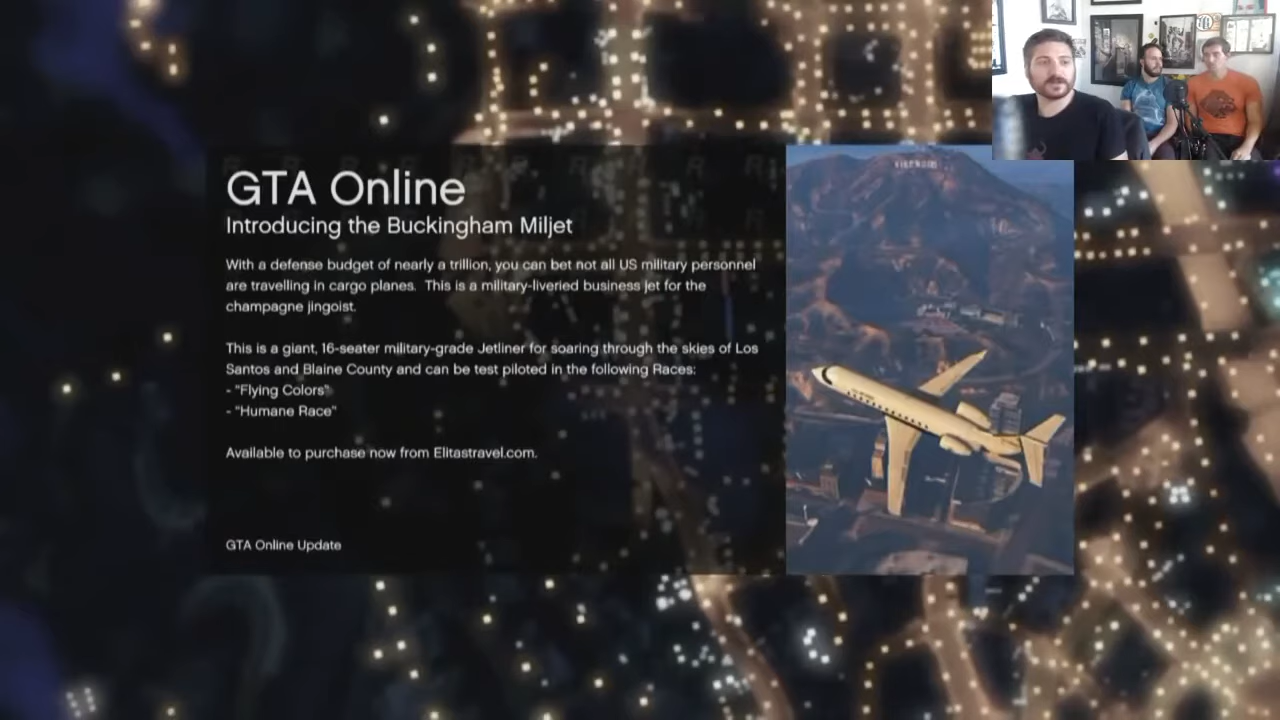 GTA Online
Introducing the Buckingham Miljet
With a defense budget of nearly a trillion, you can bet not all US military personnel
are travelling in cargo planes.  This is a military-liveried business jet for the
champagne jingoist.
This is a giant, 16-seater military-grade Jetliner for soaring through the skies of Los
Santos and Blaine County and can be test piloted in the following Races:
- "Flying Colors"
- "Humane Race"
Available to purchase now from Elitastravel.com.
GTA Online Update